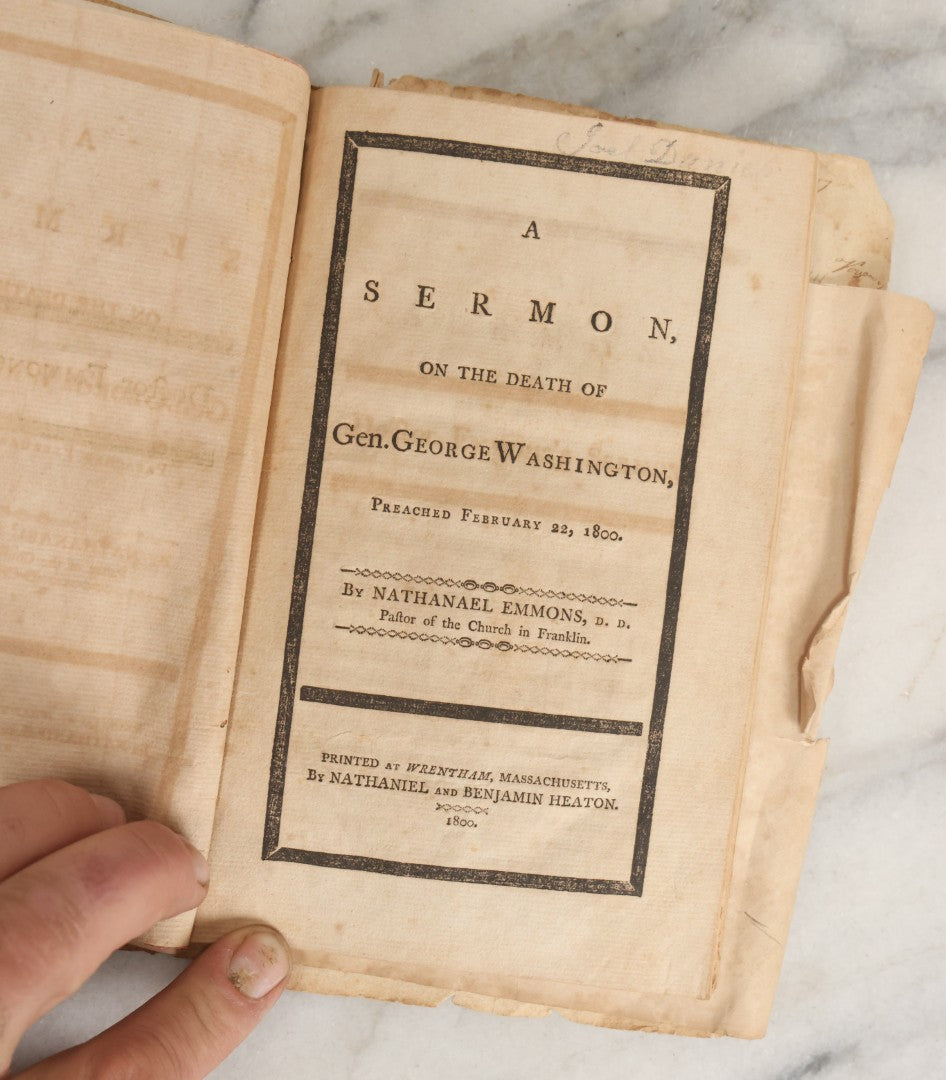 Joel
A
SERMON,
ON THE DEATH OF
Gen. GEORGE WASHINGTON,
PREACHED FEBRUARY 22, 1800.
BY NATHANAEL EMMONS, D. D.
Paſtor of the Church in Franklin.
PRINTED AT WRENTHAM, MASSACHUSETTS,
BY NATHANIEL AND BENJAMIN HEATON.
1800.